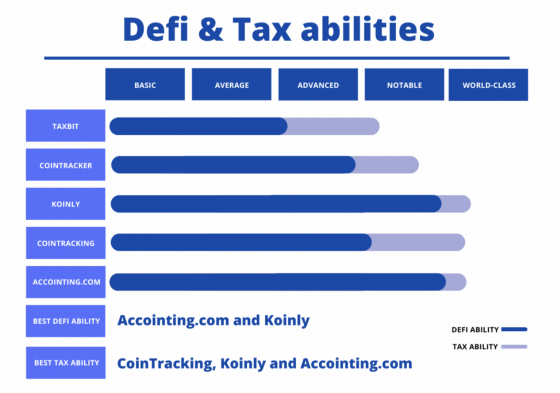 Defi & Tax abilities
BASIC AVERAGE ADVANCED NOTABLE WORLD-CLASS
TAXBIT
COINTRACKER
KOINLY
COINTRACKING
ACCOINTING.COM
BEST DEFI ABILITY Accointing.com and Koinly
DEFI ABILITY
TAX ABILITY
BEST TAX ABILITY CoinTracking, Koinly and Accointing.com